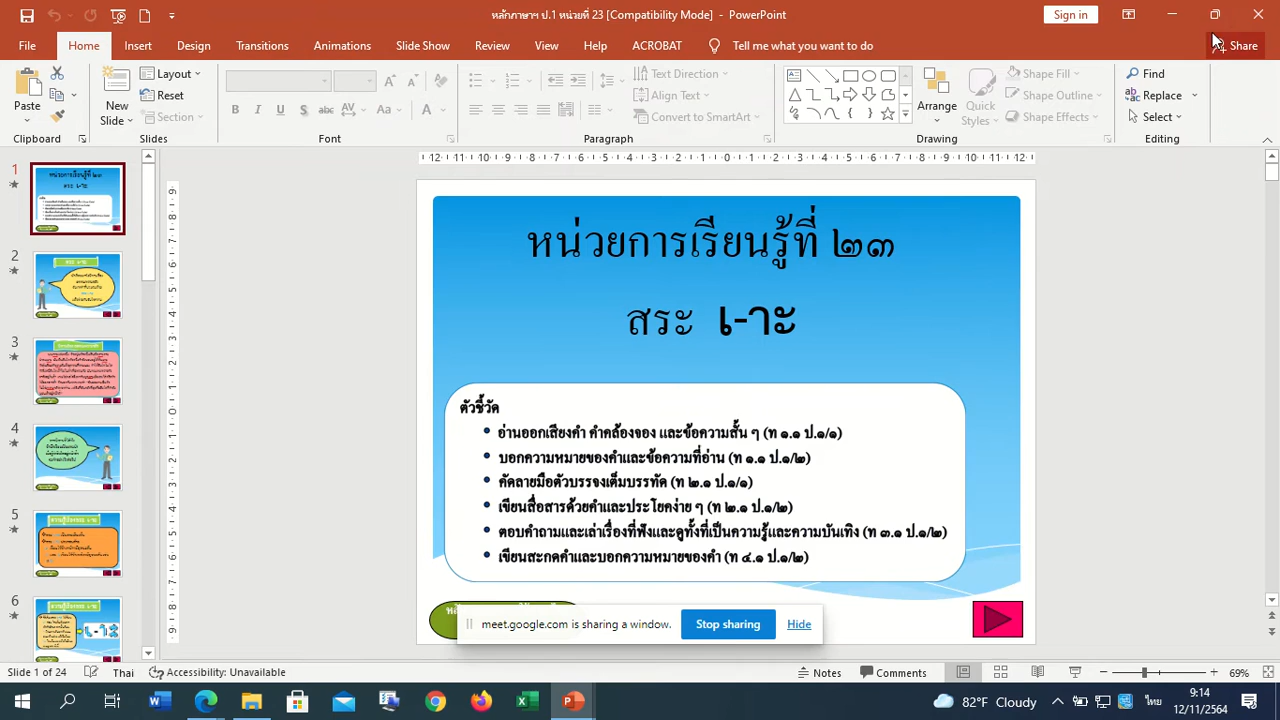 หลักภาษาฯ ป.1 หน่วยที่ 23 [Compatibility Mode] - PowerPoint
Sign in
File Home Insert Design Transitions Animations Slide Show Review View Help ACROBAT Tell me what you want to do Share
Paste
New Slide
Layout
Reset
Section
Text Direction
Align Text
Convert to SmartArt
Arrange
Quick Styles
Shape Fill
Shape Outline
Shape Effects
Find
Replace
Select
Clipboard Slides Font Paragraph Drawing Editing
1
2
3
4
5
6
หน่วยการเรียนรู้ที่ ๒๓
สระ เ-าะ
ตัวชี้วัด
• อ่านออกเสียงคำ คำคล้องจอง และข้อความสั้น ๆ (ท ๑.๑ ป.๑/๑)
• บอกความหมายของคำและข้อความที่อ่าน (ท ๑.๑ ป.๑/๒)
• คัดลายมือตัวบรรจงเต็มบรรทัด (ท ๒.๑ ป.๑/๑)
• เขียนสื่อสารด้วยคำและประโยคง่าย ๆ (ท ๒.๑ ป.๑/๒)
• ตอบคำถามและเล่าเรื่องที่ฟังและดูทั้งที่เป็นความรู้และความบันเทิง (ท ๓.๑ ป.๑/๒)
• เขียนสะกดคำและบอกความหมายของคำ (ท ๔.๑ ป.๑/๒)
meet.google.com is sharing a window. Stop sharing Hide
Slide 1 of 24 Thai Accessibility: Unavailable Notes Comments 69%
82°F Cloudy ไทย 9:14
12/11/2564